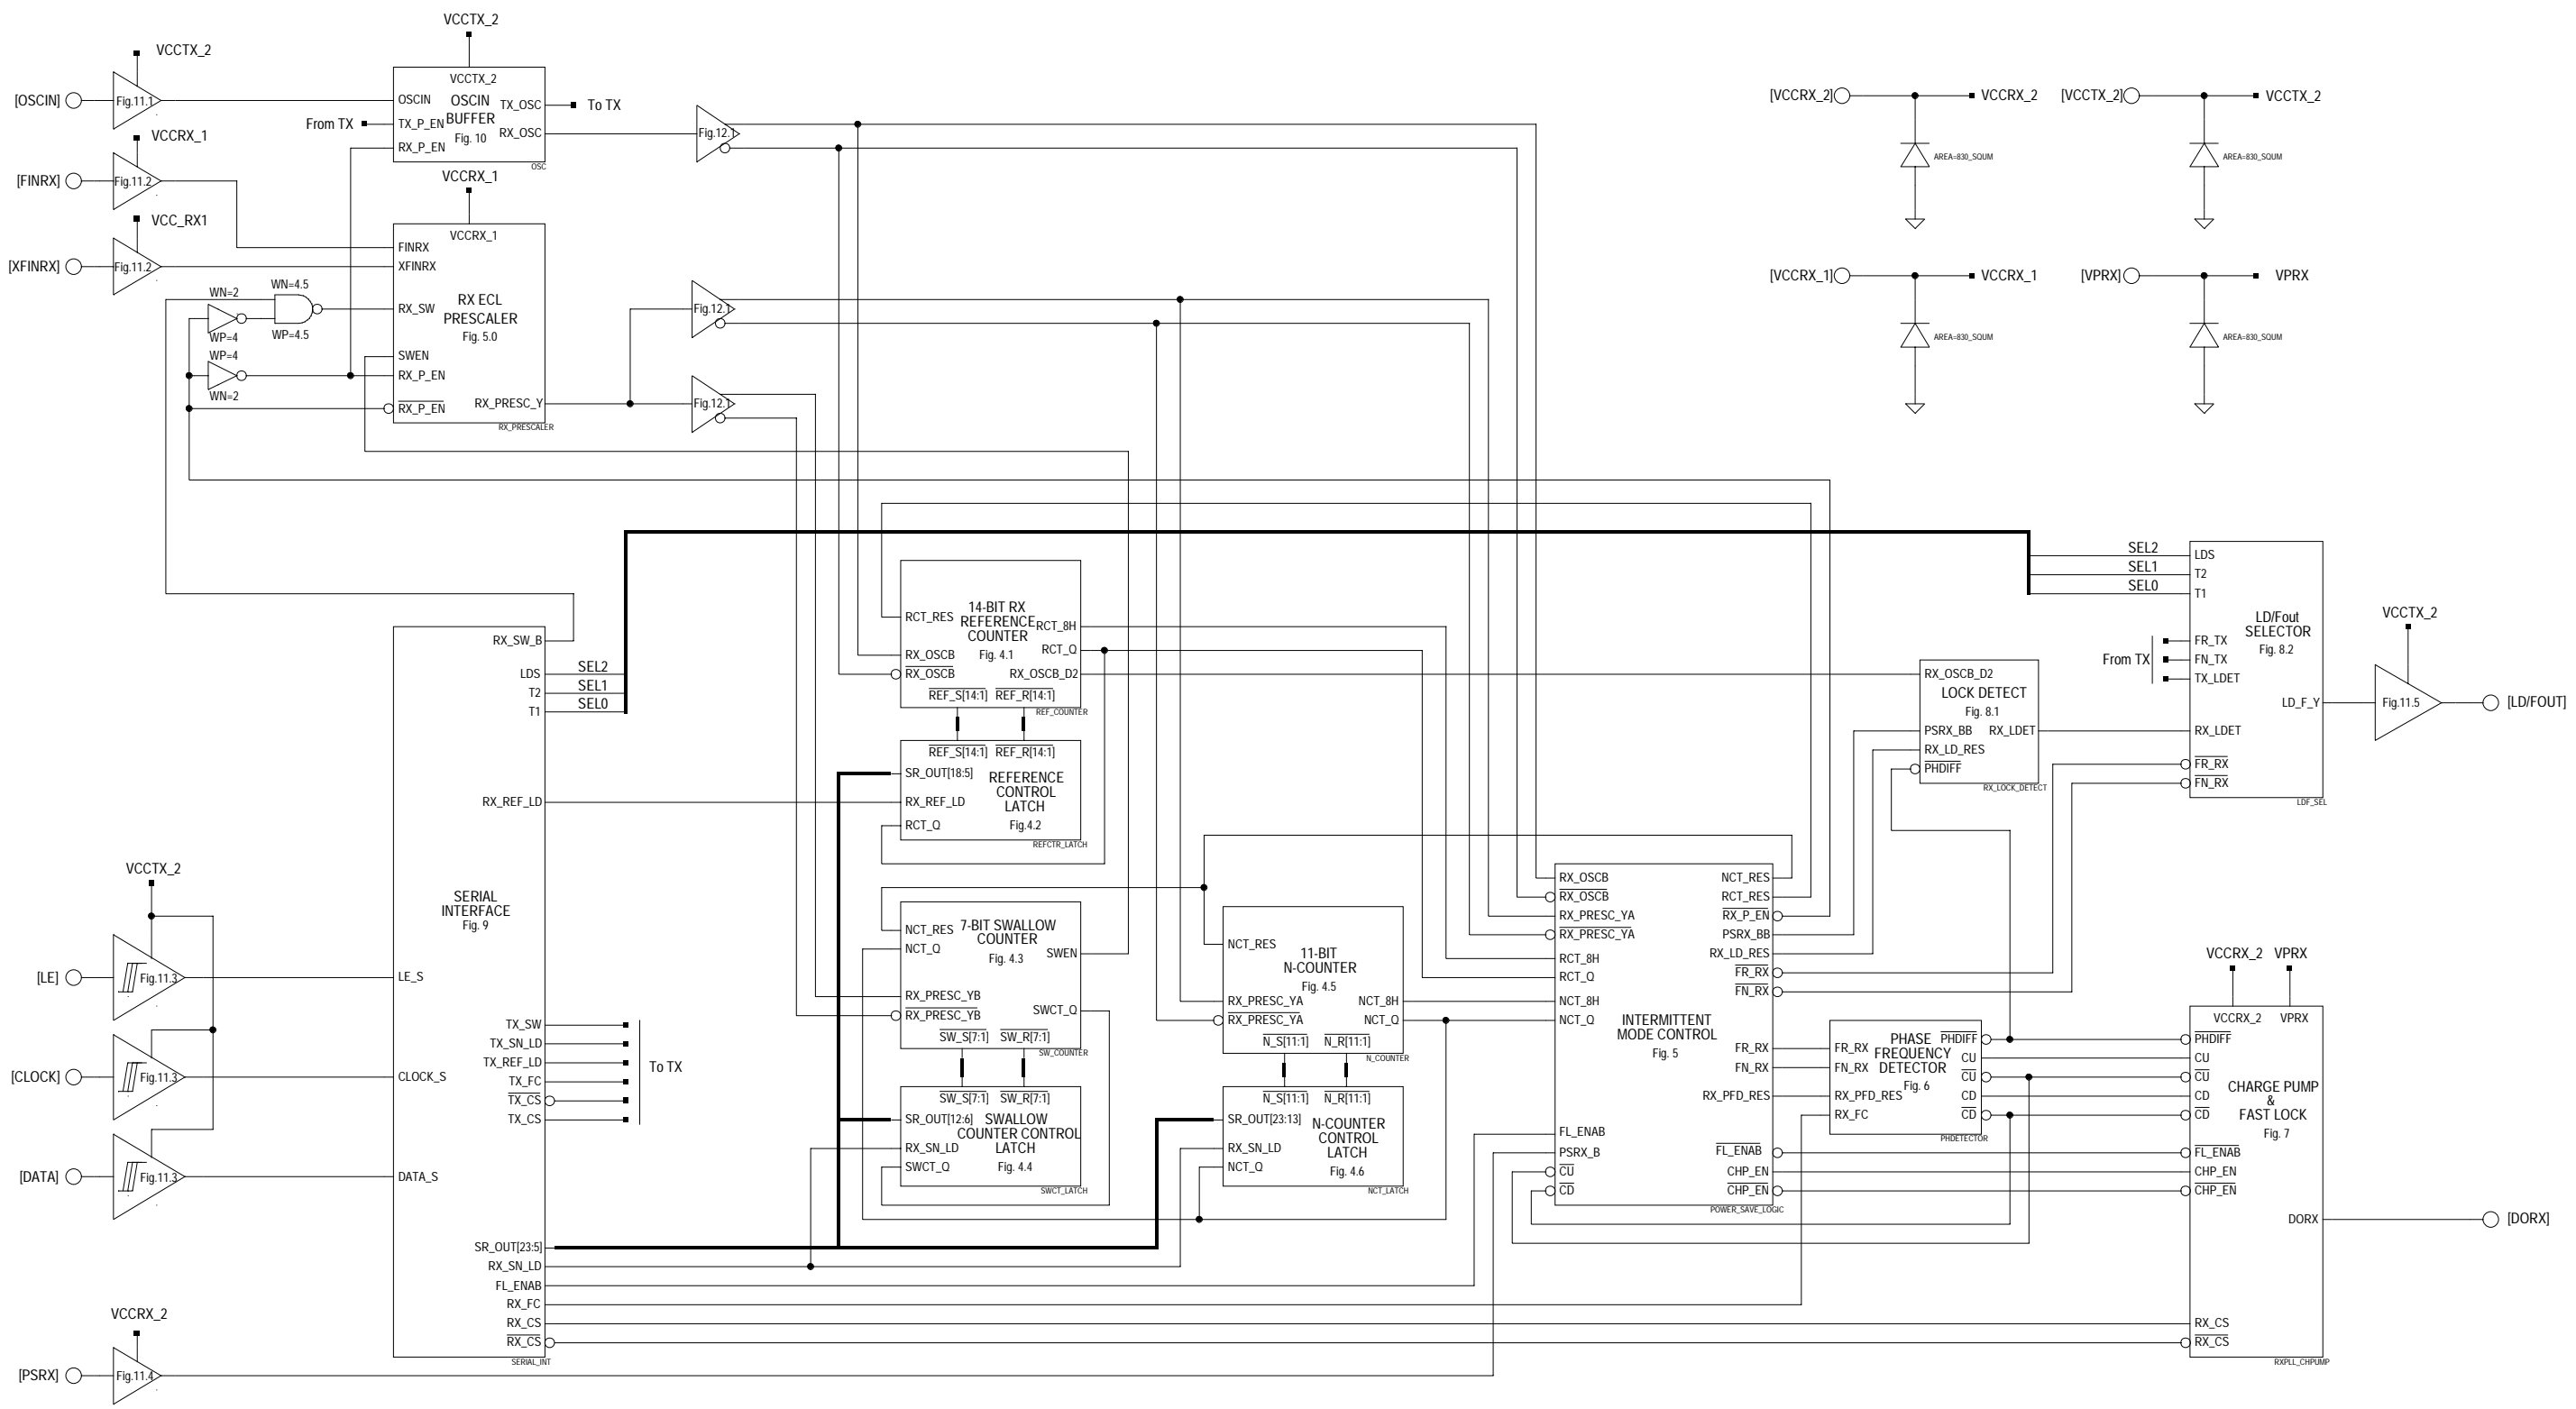 VCCTX_2
VCCTX_2
[OSCIN]
Fig.11.1
VCCTX_2
OSCIN
OSCIN
BUFFER
Fig. 10
TX_OSC
To TX
From TX
TX_P_EN
RX_OSC
RX_P_EN
OSC
Fig.12.1
VCCRX_1
[FINRX]
Fig.11.2
VCC_RX1
[XFINRX]
Fig.11.2
VCCRX_1
VCCRX_1
FINRX
XFINRX
RX ECL
PRESCALER
Fig. 5.0
RX_SW
SWEN
RX_P_EN
RX_P_EN
RX_PRESC_Y
RX_PRESCALER
WN=2
WN=4.5
WP=4
WP=4.5
WP=4
WN=2
Fig.12.1
Fig.12.1
[VCCRX_2]
VCCRX_2
AREA=830_SQUM
[VCCTX_2]
VCCTX_2
AREA=830_SQUM
[VCCRX_1]
VCCRX_1
AREA=830_SQUM
[VPRX]
VPRX
AREA=830_SQUM
RX_SW_B
LDS
SEL2
T2
SEL1
T1
SEL0
RX_REF_LD
SERIAL
INTERFACE
Fig. 9
LE_S
CLOCK_S
DATA_S
TX_SW
TX_SN_LD
TX_REF_LD
TX_FC
TX_CS
TX_CS
To TX
SR_OUT[23:5]
RX_SN_LD
FL_ENAB
RX_FC
RX_CS
RX_CS
SERIAL_INT
VCCTX_2
[LE]
Fig.11.3
[CLOCK]
Fig.11.3
[DATA]
Fig.11.3
VCCRX_2
[PSRX]
Fig.11.4
14-BIT RX
REFERENCE
COUNTER
Fig. 4.1
RCT_RES
RX_OSCB
RX_OSCB
RCT_8H
RCT_Q
RX_OSCB_D2
REF_S[14:1] REF_R[14:1]
REF_COUNTER
REF_S[14:1] REF_R[14:1]
SR_OUT[18:5]
RX_REF_LD
RCT_Q
REFERENCE
CONTROL
LATCH
Fig.4.2
REFCTR_LATCH
7-BIT SWALLOW
COUNTER
Fig. 4.3
NCT_RES
NCT_Q
SWEN
RX_PRESC_YB
RX_PRESC_YB
SWCT_Q
SW_S[7:1] SW_R[7:1]
SW_COUNTER
SW_S[7:1] SW_R[7:1]
SR_OUT[12:6]
RX_SN_LD
SWCT_Q
SWALLOW
COUNTER CONTROL
LATCH
Fig. 4.4
SWCT_LATCH
NCT_RES
11-BIT
N-COUNTER
Fig. 4.5
RX_PRESC_YA
RX_PRESC_YA
NCT_8H
NCT_Q
N_S[11:1] N_R[11:1]
N_COUNTER
N_S[11:1] N_R[11:1]
SR_OUT[23:13]
RX_SN_LD
NCT_Q
N-COUNTER
CONTROL
LATCH
Fig. 4.6
NCT_LATCH
RX_OSCB
RX_OSCB
RX_PRESC_YA
RX_PRESC_YA
RCT_8H
RCT_Q
NCT_8H
NCT_Q
FL_ENAB
PSRX_B
CU
CD
INTERMITTENT
MODE CONTROL
Fig. 5
NCT_RES
RCT_RES
RX_P_EN
PSRX_BB
RX_LD_RES
FR_RX
FN_RX
FR_RX
FN_RX
RX_PFD_RES
FL_ENAB
CHP_EN
CHP_EN
POWER_SAVE_LOGIC
FR_RX
FN_RX
RX_PFD_RES
RX_FC
PHASE
FREQUENCY
DETECTOR
Fig. 6
PHDIFF
CU
CU
CD
CD
PHDETECTOR
RX_OSCB_D2
LOCK DETECT
Fig. 8.1
PSRX_BB
RX_LD_RES
PHDIFF
RX_LDET
RX_LOCK_DETECT
SEL2
SEL1
SEL0
LDS
T2
T1
LD/Fout
SELECTOR
Fig. 8.2
From TX
FR_TX
FN_TX
TX_LDET
LD_F_Y
RX_LDET
FR_RX
FN_RX
LDF_SEL
VCCTX_2
Fig.11.5
[LD/FOUT]
VCCRX_2
VPRX
VCCRX_2
VPRX
PHDIFF
CU
CU
CD
CD
CHARGE PUMP
&
FAST LOCK
Fig. 7
FL_ENAB
CHP_EN
CHP_EN
DORX
[DORX]
RX_CS
RX_CS
RXPLL_CHPUMP